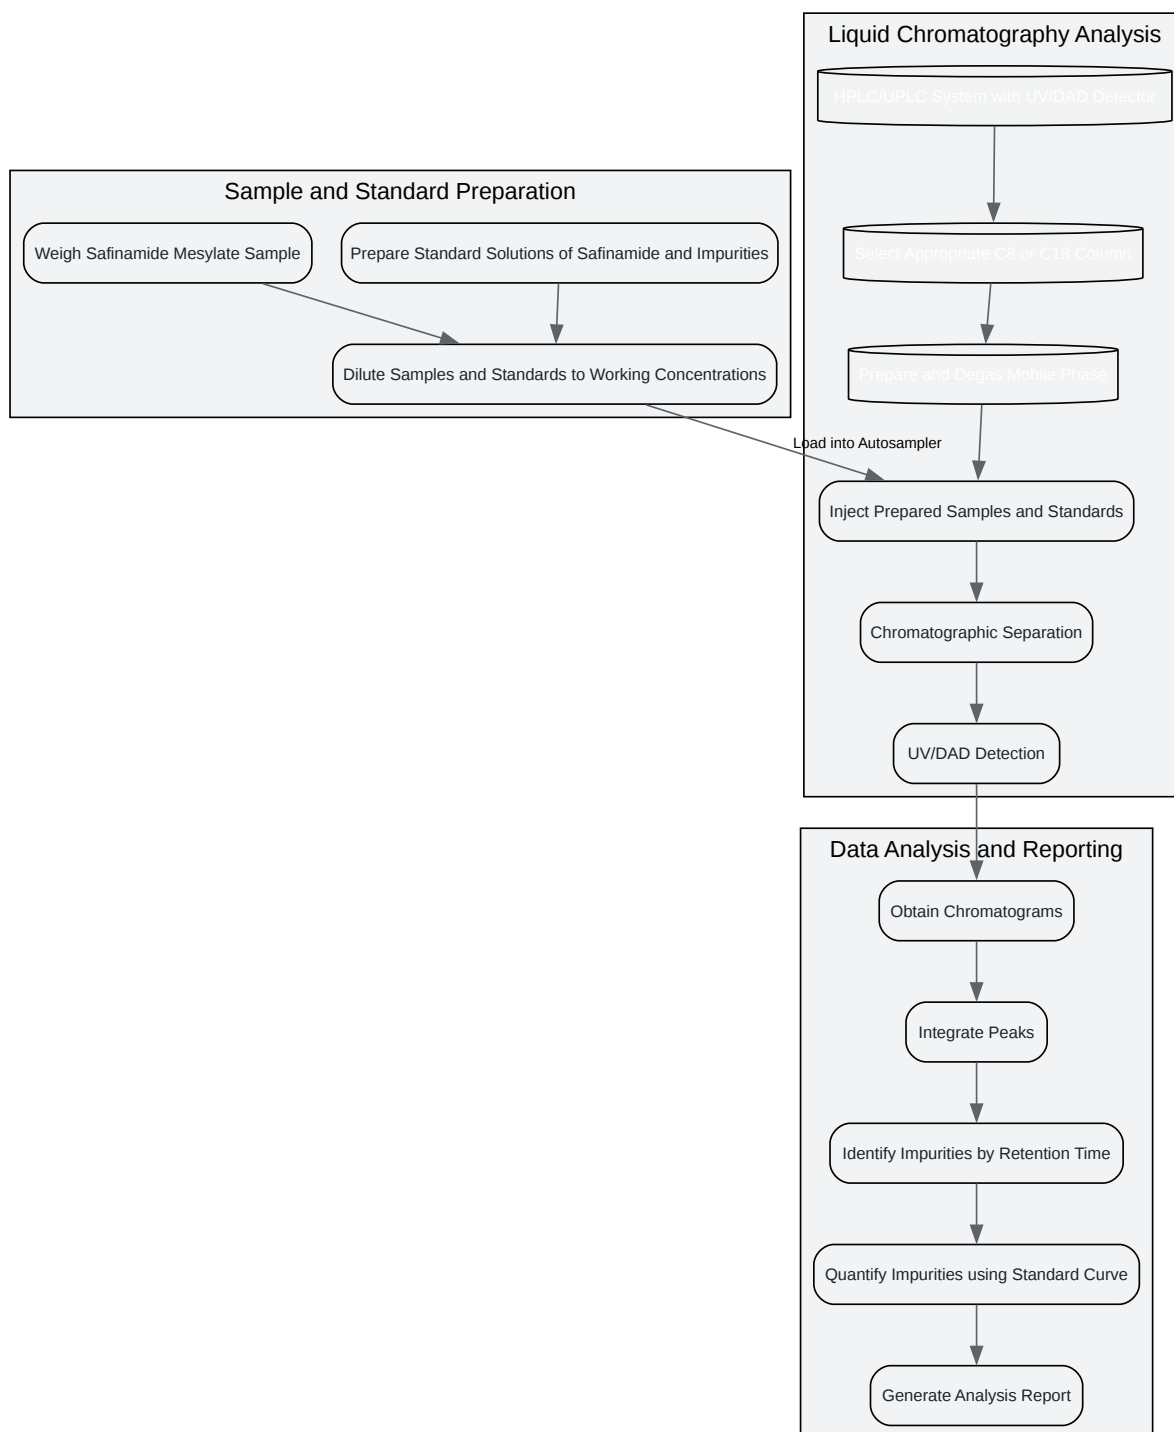 Liquid Chromatography Analysis
HPLC/UPLC System with UV/DAD Detector
Sample and Standard Preparation
Weigh Safinamide Mesylate Sample
Prepare Standard Solutions of Safinamide and Impurities
Select Appropriate C8 or C18 Column
Dilute Samples and Standards to Working Concentrations
Prepare and Degas Mobile Phase
Load into Autosampler
Inject Prepared Samples and Standards
Chromatographic Separation
UV/DAD Detection
Data Analysis and Reporting
Obtain Chromatograms
Integrate Peaks
Identify Impurities by Retention Time
Quantify Impurities using Standard Curve
Generate Analysis Report